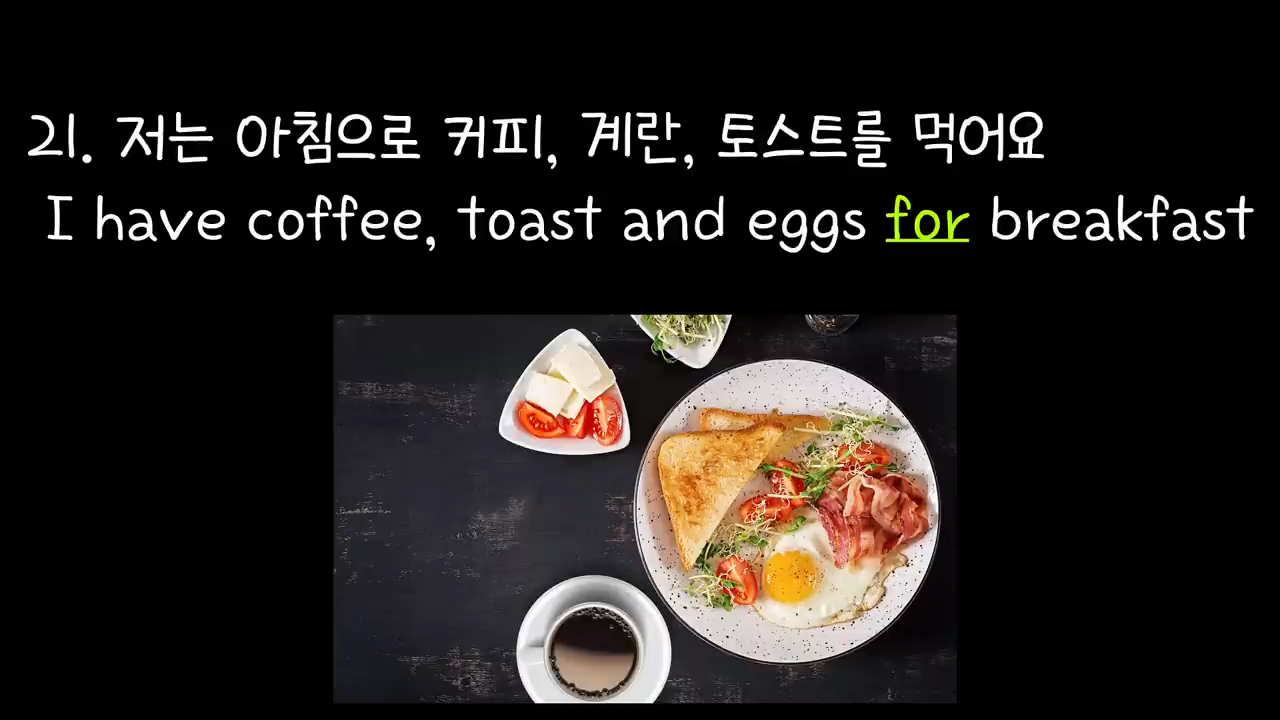 21. 저는 아침으로 커피, 계란, 토스트를 먹어요
I have coffee, toast and eggs for breakfast